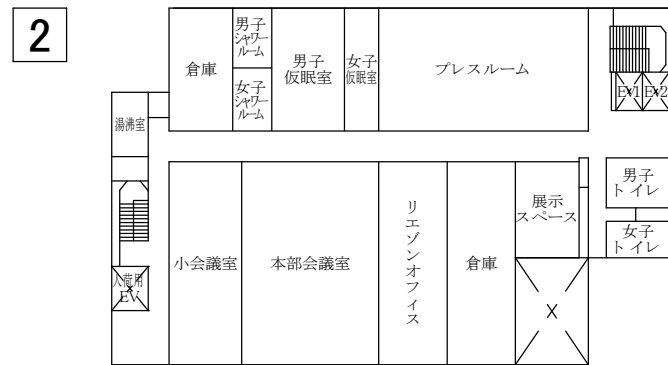 2
倉庫
男子
シャワー
ルーム
女子
シャワー
ルーム
男子
仮眠室
女子
仮眠室
プレスルーム
EV1
EV2
湯沸室
人荷用
EV
小会議室
本部会議室
リエゾンオフィス
倉庫
展示
スペース
男子
トイレ
女子
トイレ